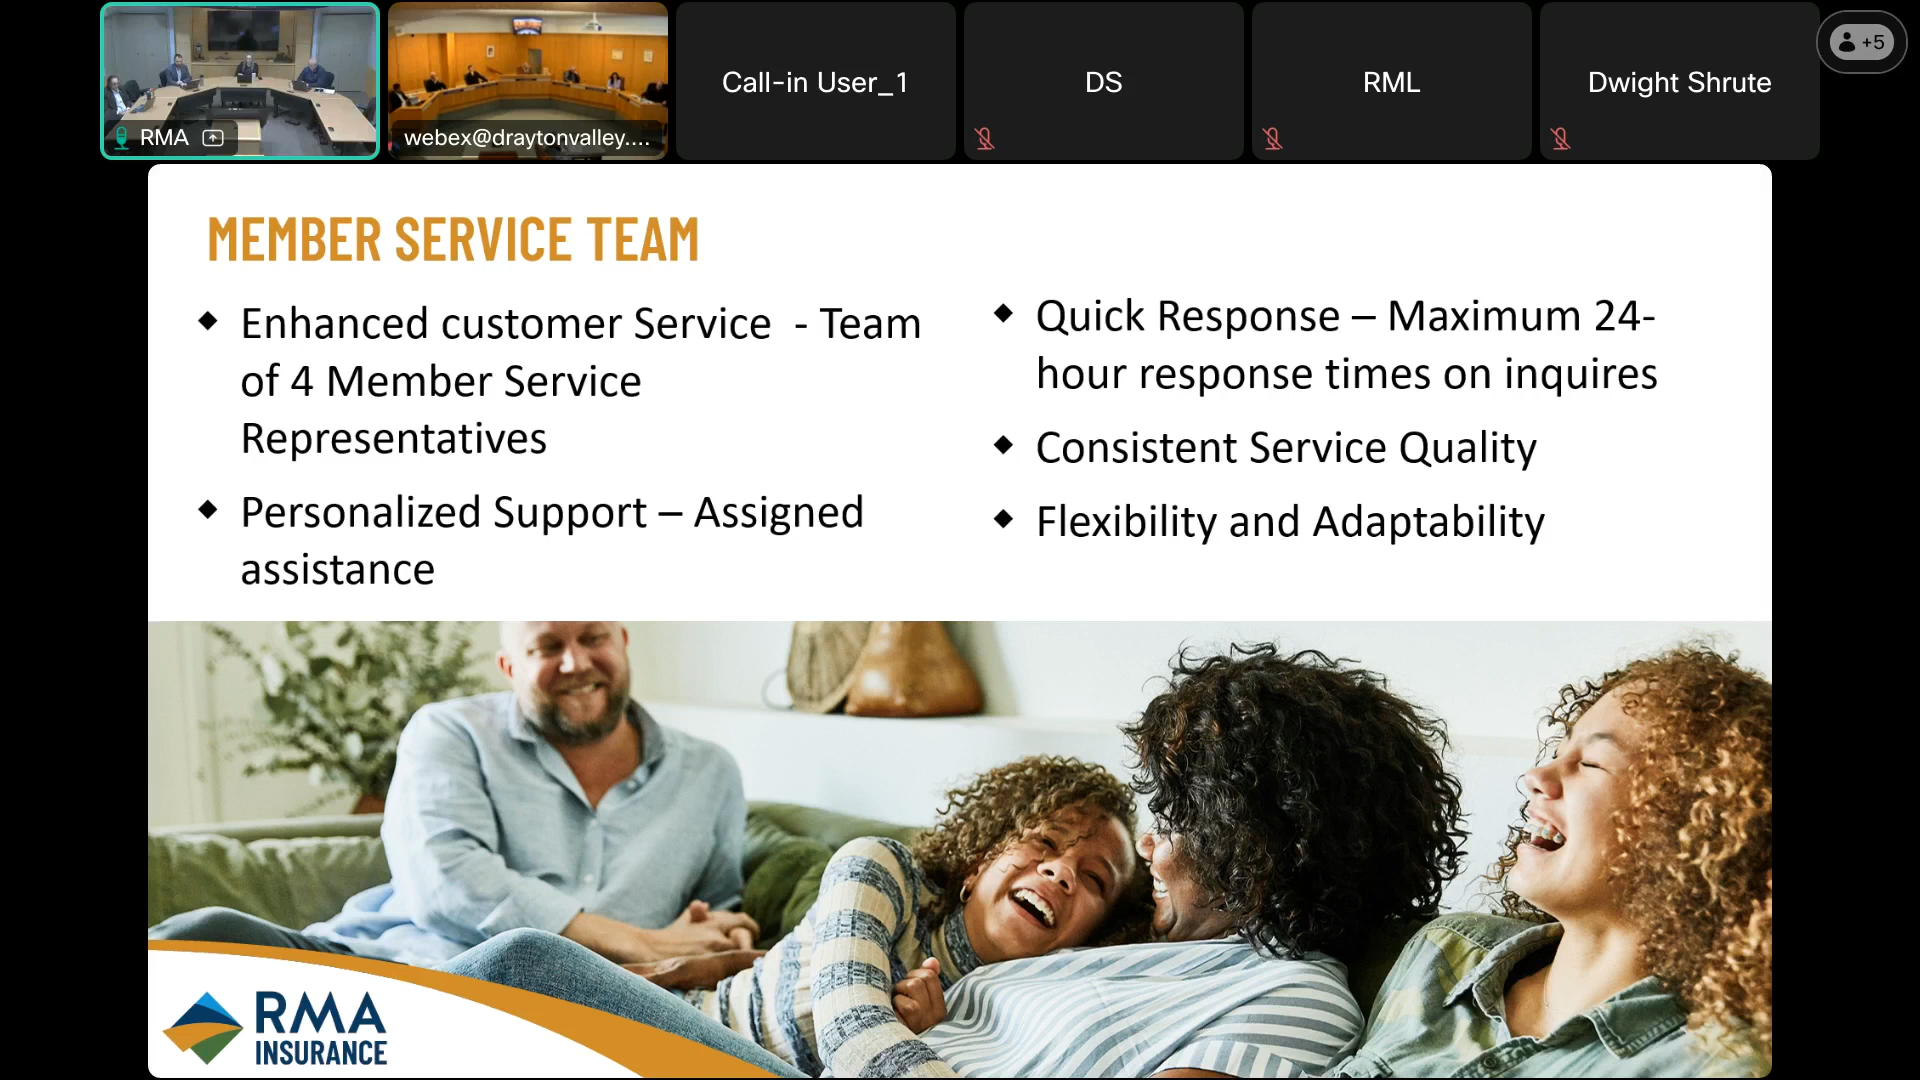 RMA
webex@draytonvalley....
Call-in User_1
DS
RML
Dwight Shrute
+5
MEMBER SERVICE TEAM
Enhanced customer Service - Team
of 4 Member Service
Representatives
Personalized Support – Assigned
assistance
Quick Response – Maximum 24-
hour response times on inquires
Consistent Service Quality
Flexibility and Adaptability
RMA
INSURANCE